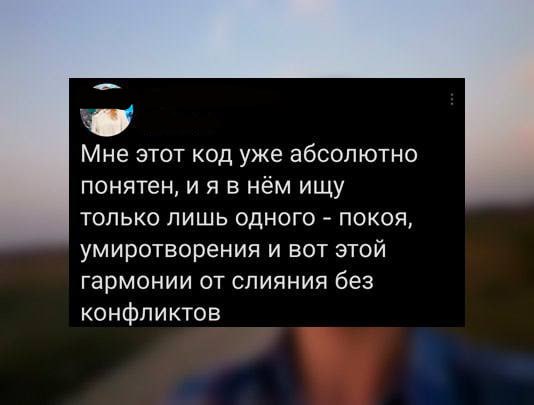 Мне этот код уже абсолютно
понятен, и я в нём ищу
только лишь одного - покоя,
умиротворения и вот этой
гармонии от слияния без
конфликтов